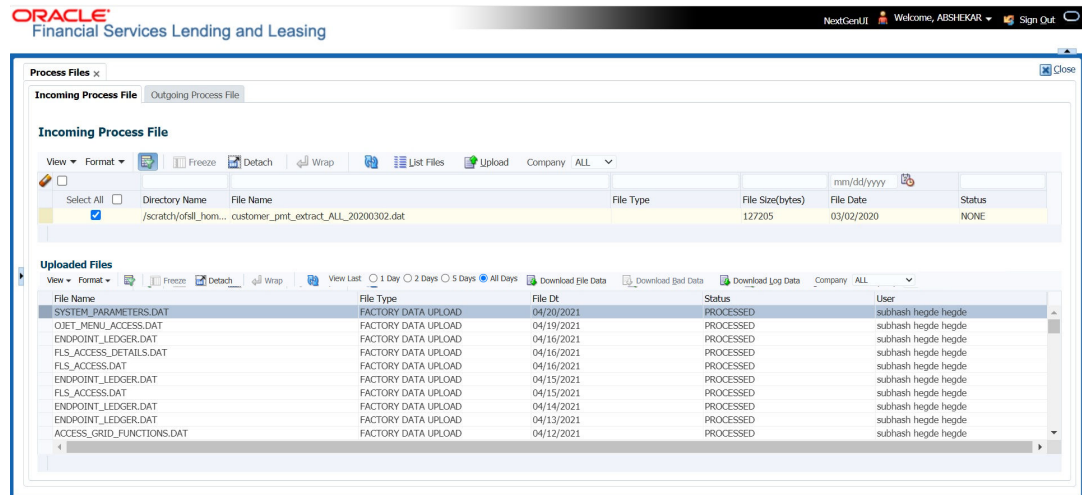 ORACLE®
Financial Services Lending and Leasing
NextGenUI Welcome, ABSHEKAR Sign Out
Process Files ×
Close
Incoming Process File Outgoing Process File
Incoming Process File
View Format Freeze Detach Wrap List Files Upload Company ALL
mm/dd/yyyy
Select All Directory Name File Name File Type File Size(bytes) File Date Status
/scratch/ofsll_hom... customer_pmt_extract_ALL_20200302.dat 127205 03/02/2020 NONE
Uploaded Files
View Format Freeze Detach Wrap View Last 1 Day 2 Days 5 Days All Days Download File Data Download Bad Data Download Log Data Company ALL
File Name File Type File Dt Status User
SYSTEM_PARAMETERS.DAT FACTORY DATA UPLOAD 04/20/2021 PROCESSED subhash hegde hegde
OJET_MENU_ACCESS.DAT FACTORY DATA UPLOAD 04/19/2021 PROCESSED subhash hegde hegde
ENDPOINT_LEDGER.DAT FACTORY DATA UPLOAD 04/16/2021 PROCESSED subhash hegde hegde
FLS_ACCESS_DETAILS.DAT FACTORY DATA UPLOAD 04/16/2021 PROCESSED subhash hegde hegde
FLS_ACCESS.DAT FACTORY DATA UPLOAD 04/16/2021 PROCESSED subhash hegde hegde
ENDPOINT_LEDGER.DAT FACTORY DATA UPLOAD 04/15/2021 PROCESSED subhash hegde hegde
FLS_ACCESS.DAT FACTORY DATA UPLOAD 04/15/2021 PROCESSED subhash hegde hegde
ENDPOINT_LEDGER.DAT FACTORY DATA UPLOAD 04/14/2021 PROCESSED subhash hegde hegde
ENDPOINT_LEDGER.DAT FACTORY DATA UPLOAD 04/13/2021 PROCESSED subhash hegde hegde
ACCESS_GRID_FUNCTIONS.DAT FACTORY DATA UPLOAD 04/12/2021 PROCESSED subhash hegde hegde